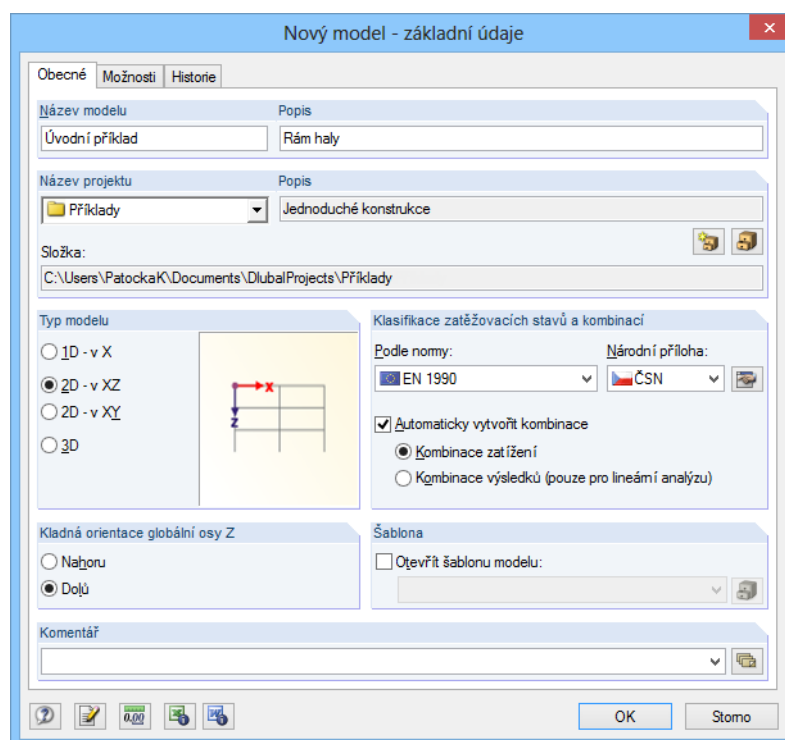 Nový model - základní údaje
Obecné Možnosti Historie
Název modelu Popis
Úvodní příklad Rám haly
Název projektu Popis
Příklady Jednoduché konstrukce
Složka:
C:\Users\PatockaK\Documents\DlubalProjects\Příklady
Typ modelu
1D - v X
2D - v XZ
2D - v XY
3D
x
z
Klasifikace zatěžovacích stavů a kombinací
Podle normy: Národní příloha:
EN 1990 ČSN
Automaticky vytvořit kombinace
Kombinace zatížení
Kombinace výsledků (pouze pro lineární analýzu)
Kladná orientace globální osy Z
Nahoru
Dolů
Šablona
Otevřít šablonu modelu:
Komentář
0.00
OK Storno